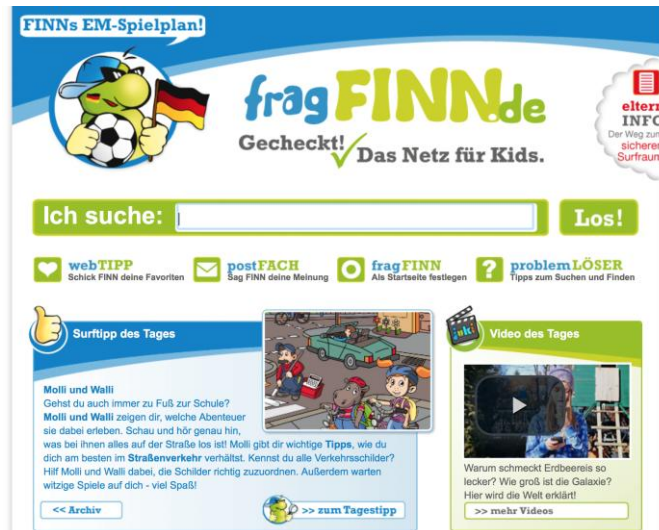 FINNs EM-Spielplan!
fragFINN.de
Gecheckt! Das Netz für Kids.
eltern
INFO
Der Weg zum
sicheren
Surfraum
Ich suche:
Los!
webTIPP
Schick FINN deine Favoriten
postFACH
Sag FINN deine Meinung
fragFINN
Als Startseite festlegen
problemLÖSER
Tipps zum Suchen und Finden
Surftipp des Tages
Molli und Walli
Gehst du auch immer zu Fuß zur Schule?
Molli und Walli zeigen dir, welche Abenteuer
sie dabei erleben. Schau und hör genau hin,
was bei ihnen alles auf der Straße los ist! Molli gibt dir wichtige Tipps, wie du
dich am besten im Straßenverkehr verhältst. Kennst du alle Verkehrsschilder?
Hilf Molli und Walli dabei, die Schilder richtig zuzuordnen. Außerdem warten
witzige Spiele auf dich - viel Spaß!
<< Archiv
>> zum Tagestipp
Video des Tages
Warum schmeckt Erdbeereis so
lecker? Wie groß ist die Galaxie?
Hier wird die Welt erklärt!
>> mehr Videos